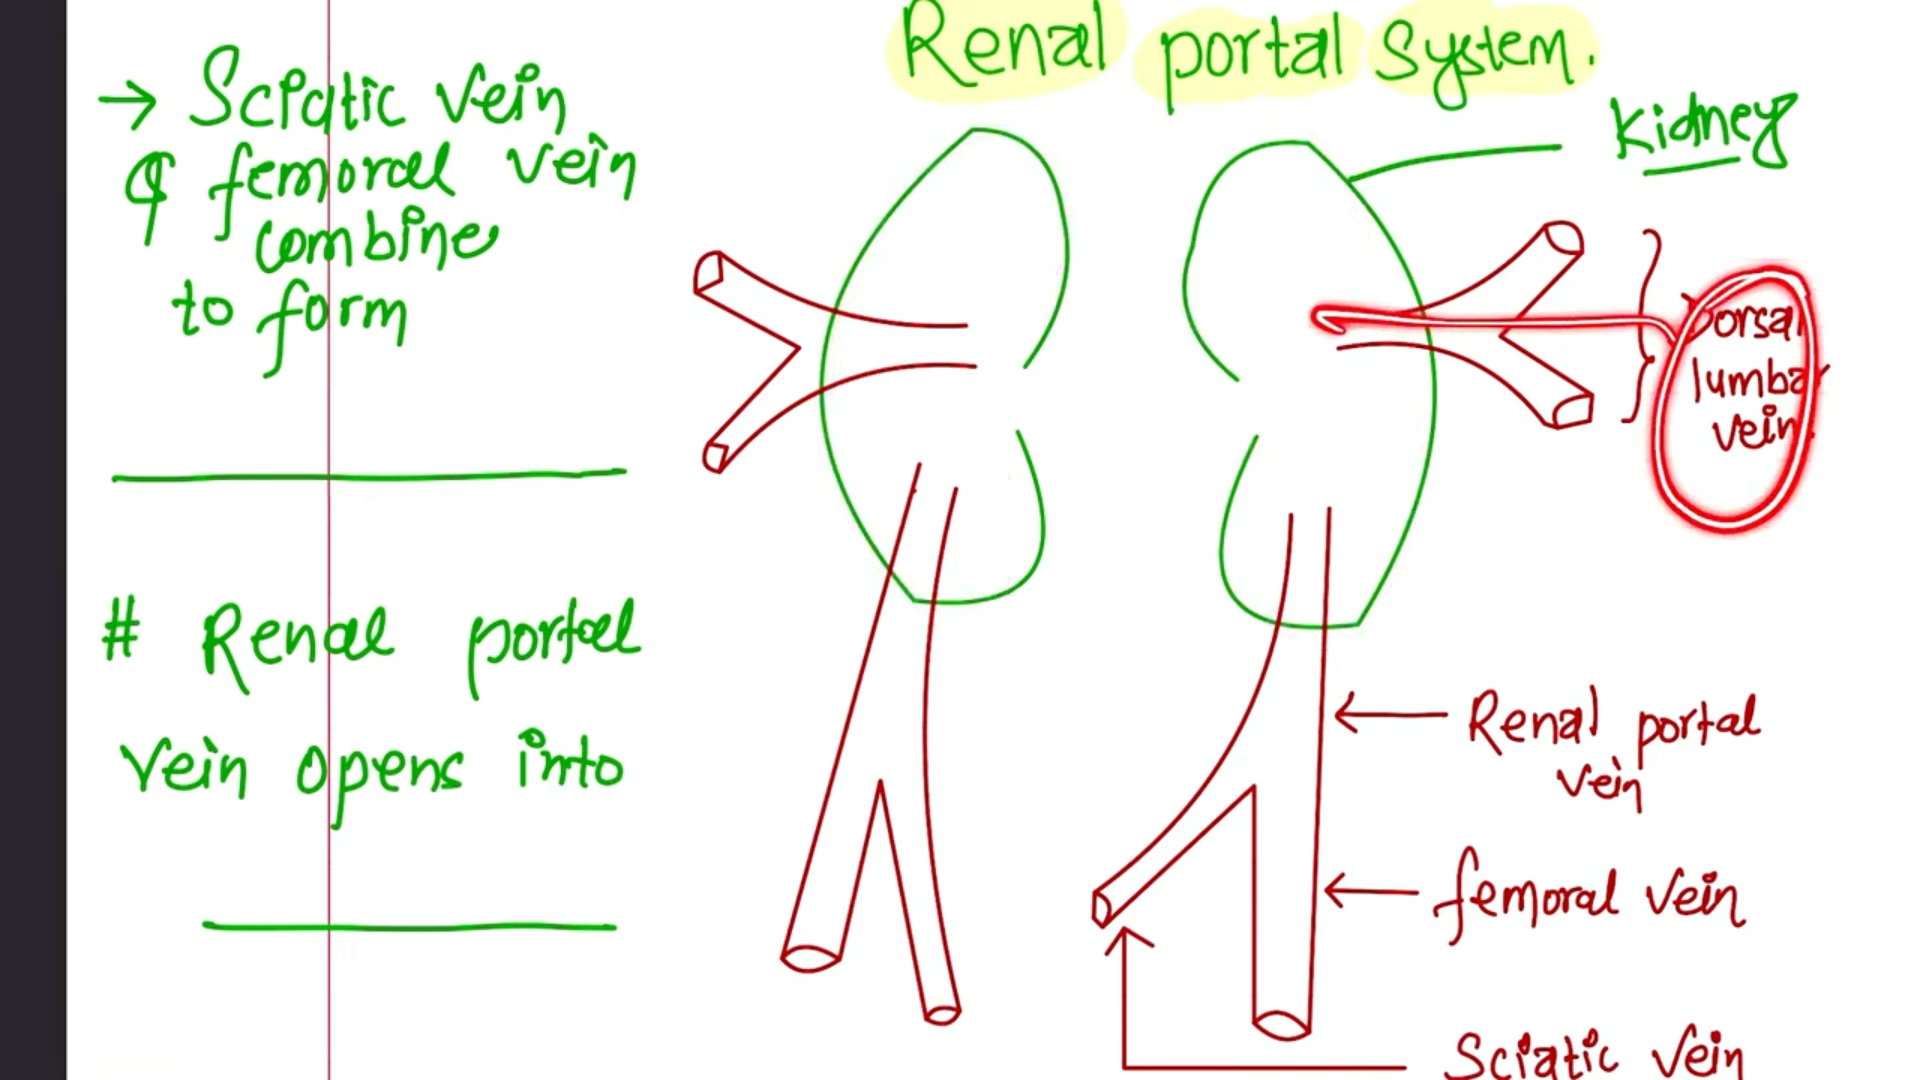 Renal portal System.
→ Sciatic vein
& femoral vein
combine
to form
# Renal portal
vein opens into
Kidney
Dorsal
lumbar
vein.
Renal portal
vein
femoral vein
Sciatic vein